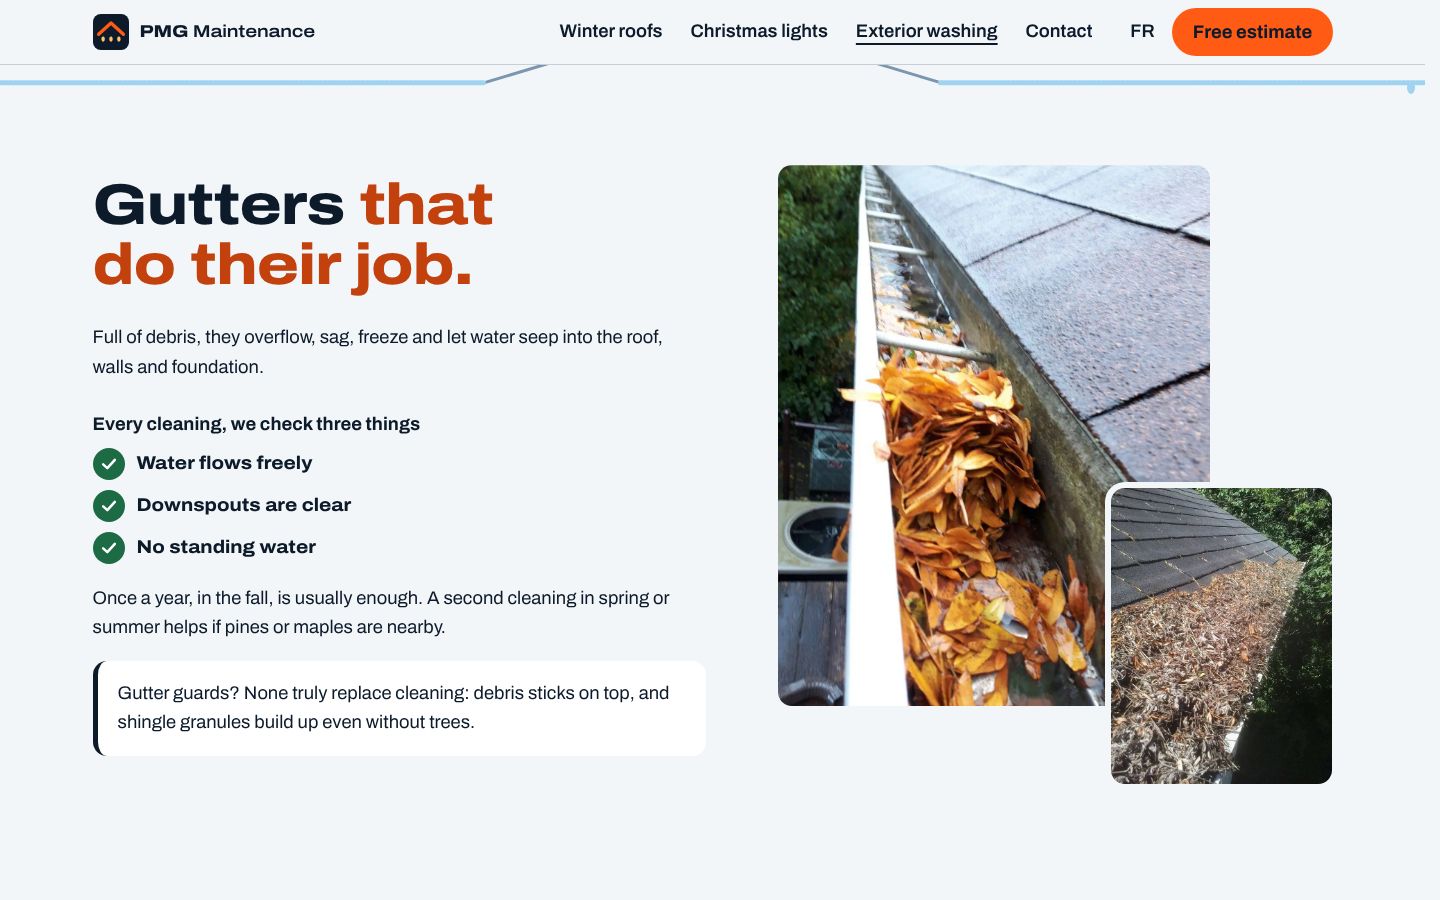 PMG Maintenance
Winter roofs
Christmas lights
Exterior washing
Contact
FR
Free estimate
Gutters that
do their job.
Full of debris, they overflow, sag, freeze and let water seep into the roof,
walls and foundation.
Every cleaning, we check three things
Water flows freely
Downspouts are clear
No standing water
Once a year, in the fall, is usually enough. A second cleaning in spring or
summer helps if pines or maples are nearby.
Gutter guards? None truly replace cleaning: debris sticks on top, and
shingle granules build up even without trees.